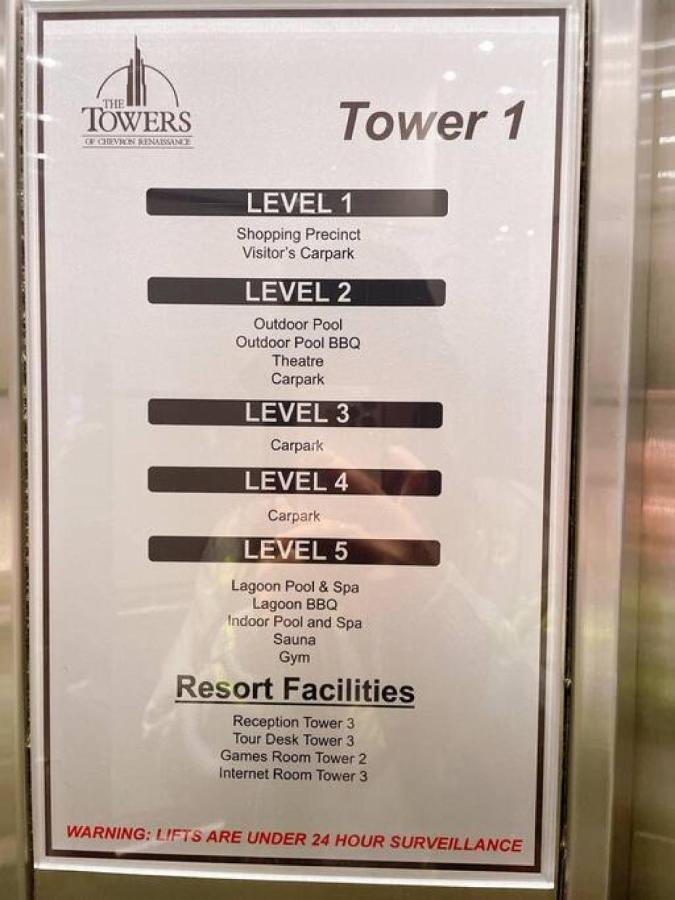 THE
TOWERS
OF CHEVRON RENAISSANCE
Tower 1
LEVEL 1
Shopping Precinct
Visitor's Carpark
LEVEL 2
Outdoor Pool
Outdoor Pool BBQ
Theatre
Carpark
LEVEL 3
Carpark
LEVEL 4
Carpark
LEVEL 5
Lagoon Pool & Spa
Lagoon BBQ
Indoor Pool and Spa
Sauna
Gym
Resort Facilities
Reception Tower 3
Tour Desk Tower 3
Games Room Tower 2
Internet Room Tower 3
WARNING: LIFTS ARE UNDER 24 HOUR SURVEILLANCE